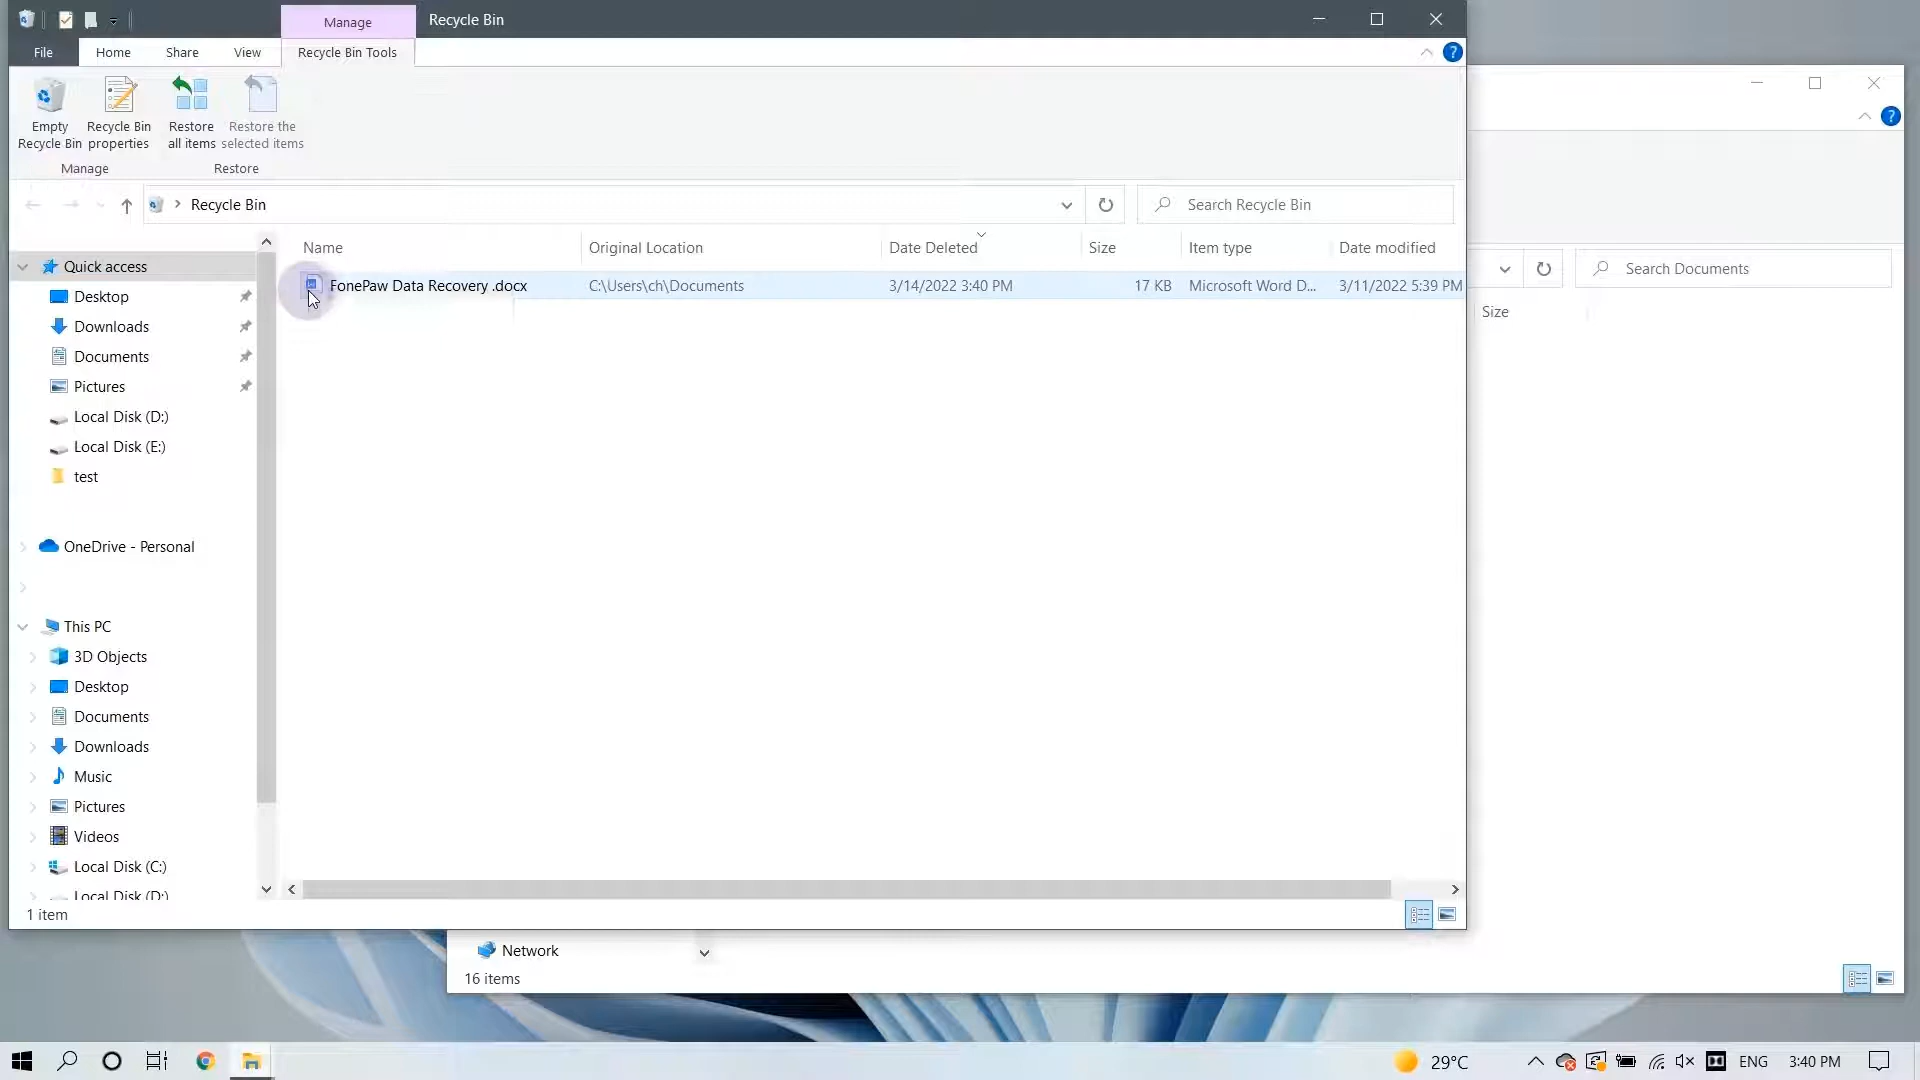 Manage
Recycle Bin
File
Home
Share
View
Recycle Bin Tools
Empty
Recycle Bin
Recycle Bin
properties
Restore
all items
Restore the
selected items
Manage
Restore
Recycle Bin
Search Recycle Bin
Name
Original Location
Date Deleted
Size
Item type
Date modified
FonePaw Data Recovery .docx
C:\Users\ch\Documents
3/14/2022 3:40 PM
17 KB
Microsoft Word D...
3/11/2022 5:39 PM
Quick access
Desktop
Downloads
Documents
Pictures
Local Disk (D:)
Local Disk (E:)
test
OneDrive - Personal
This PC
3D Objects
Desktop
Documents
Downloads
Music
Pictures
Videos
Local Disk (C:)
Local Disk (D:)
1 item
Search Documents
Size
Network
16 items
29°C
ENG
3:40 PM